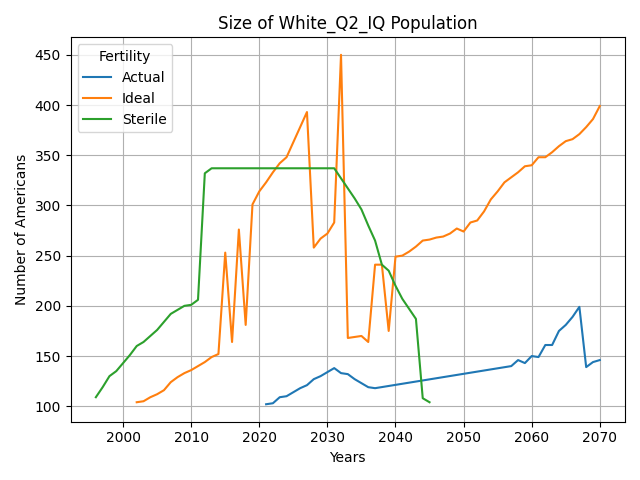 Size of White_Q2_IQ Population
Fertility
Actual
Ideal
Sterile
Number of Americans
450
400
350
300
250
200
150
100
2000
2010
2020
2030
2040
2050
2060
2070
Years